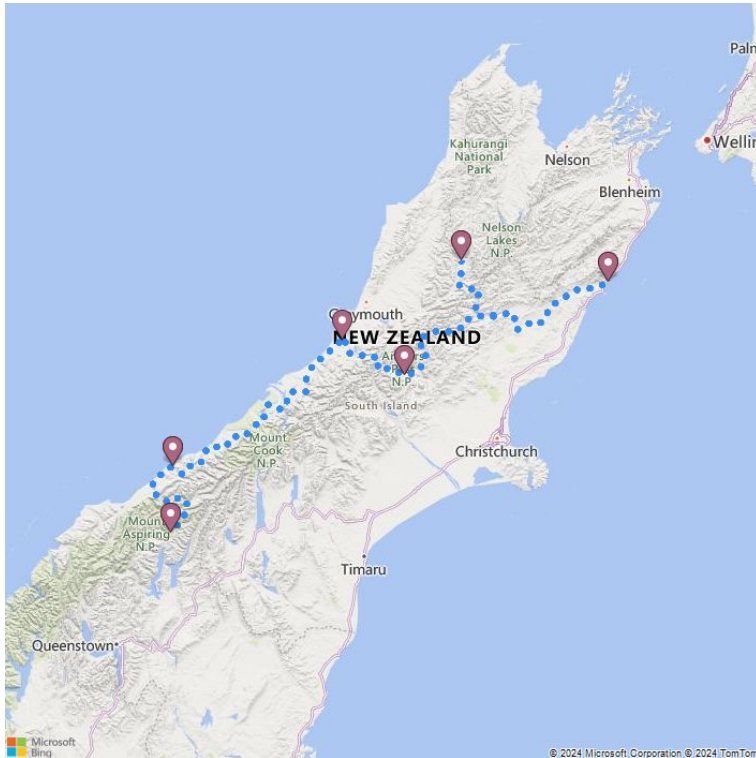 Palm
Kahurangi
National
Park
Nelson
Wellin
Blenheim
Nelson
Lakes
N.P.
NEW ZEALAND
N.P.
South Island
Mount
Cook
N.P.
Christchurch
Mount
Aspiring
N.P.
Timaru
Queenstown
Microsoft
Bing
© 2024 Microsoft Corporation © 2024 TomTom